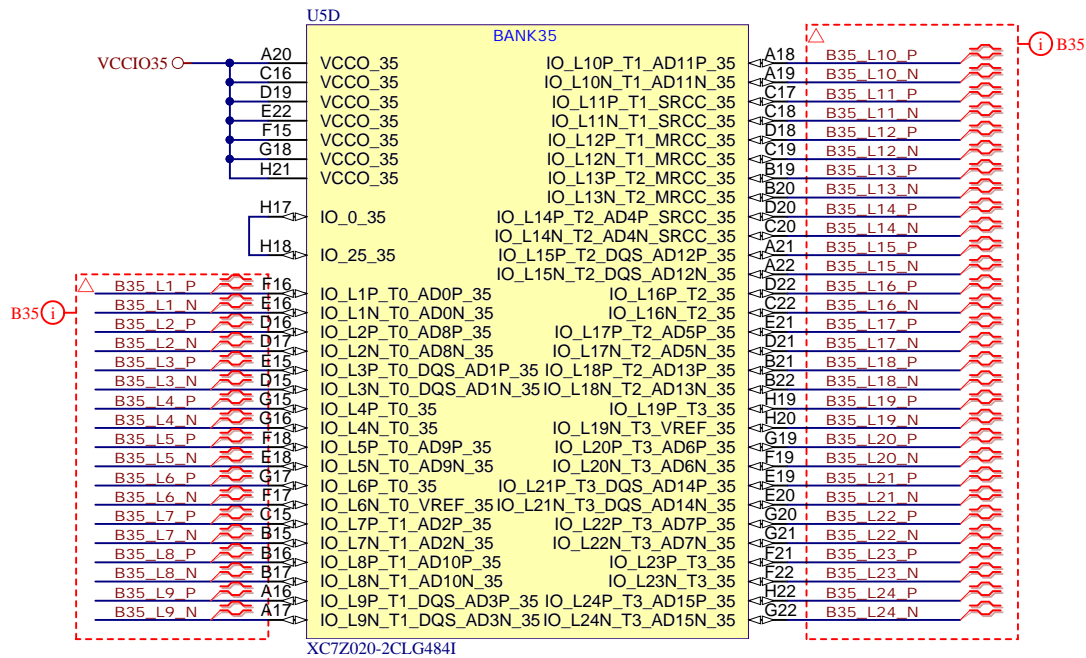 U5D
BANK35
VCCIO35
A20 VCCO_35
C16 VCCO_35
D19 VCCO_35
E22 VCCO_35
F15 VCCO_35
G18 VCCO_35
H21 VCCO_35
H17 IO_0_35
H18 IO_25_35
B35
B35_L1_P F16 IO_L1P_T0_AD0P_35
B35_L1_N E16 IO_L1N_T0_AD0N_35
B35_L2_P D16 IO_L2P_T0_AD8P_35
B35_L2_N D17 IO_L2N_T0_AD8N_35
B35_L3_P E15 IO_L3P_T0_DQS_AD1P_35
B35_L3_N D15 IO_L3N_T0_DQS_AD1N_35
B35_L4_P G15 IO_L4P_T0_35
B35_L4_N G16 IO_L4N_T0_35
B35_L5_P F18 IO_L5P_T0_AD9P_35
B35_L5_N E18 IO_L5N_T0_AD9N_35
B35_L6_P G17 IO_L6P_T0_35
B35_L6_N F17 IO_L6N_T0_VREF_35
B35_L7_P C15 IO_L7P_T1_AD2P_35
B35_L7_N B15 IO_L7N_T1_AD2N_35
B35_L8_P B16 IO_L8P_T1_AD10P_35
B35_L8_N B17 IO_L8N_T1_AD10N_35
B35_L9_P A16 IO_L9P_T1_DQS_AD3P_35
B35_L9_N A17 IO_L9N_T1_DQS_AD3N_35
IO_L10P_T1_AD11P_35 A18 B35_L10_P
IO_L10N_T1_AD11N_35 A19 B35_L10_N
IO_L11P_T1_SRCC_35 C17 B35_L11_P
IO_L11N_T1_SRCC_35 C18 B35_L11_N
IO_L12P_T1_MRCC_35 D18 B35_L12_P
IO_L12N_T1_MRCC_35 C19 B35_L12_N
IO_L13P_T2_MRCC_35 B19 B35_L13_P
IO_L13N_T2_MRCC_35 B20 B35_L13_N
IO_L14P_T2_AD4P_SRCC_35 D20 B35_L14_P
IO_L14N_T2_AD4N_SRCC_35 C20 B35_L14_N
IO_L15P_T2_DQS_AD12P_35 A21 B35_L15_P
IO_L15N_T2_DQS_AD12N_35 A22 B35_L15_N
IO_L16P_T2_35 D22 B35_L16_P
IO_L16N_T2_35 C22 B35_L16_N
IO_L17P_T2_AD5P_35 E21 B35_L17_P
IO_L17N_T2_AD5N_35 D21 B35_L17_N
IO_L18P_T2_AD13P_35 B21 B35_L18_P
IO_L18N_T2_AD13N_35 B22 B35_L18_N
IO_L19P_T3_35 H19 B35_L19_P
IO_L19N_T3_VREF_35 H20 B35_L19_N
IO_L20P_T3_AD6P_35 G19 B35_L20_P
IO_L20N_T3_AD6N_35 F19 B35_L20_N
IO_L21P_T3_DQS_AD14P_35 E19 B35_L21_P
IO_L21N_T3_DQS_AD14N_35 E20 B35_L21_N
IO_L22P_T3_AD7P_35 G20 B35_L22_P
IO_L22N_T3_AD7N_35 G21 B35_L22_N
IO_L23P_T3_35 F21 B35_L23_P
IO_L23N_T3_35 F22 B35_L23_N
IO_L24P_T3_AD15P_35 H22 B35_L24_P
IO_L24N_T3_AD15N_35 G22 B35_L24_N
i B35
i
XC7Z020-2CLG484I